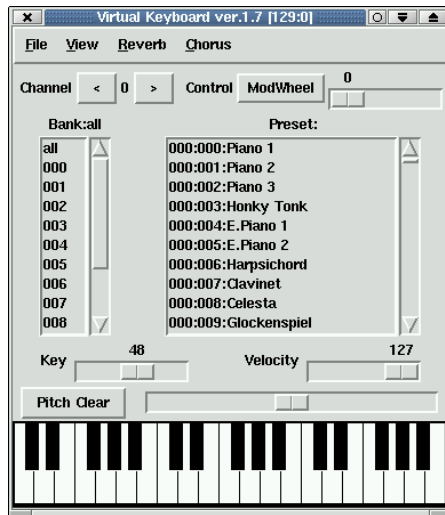 Virtual Keyboard ver.1.7 [129:0]
File View Reverb Chorus
0
Channel < 0 > Control ModWheel
Bank:all Preset:
all 000:000:Piano 1
000 000:001:Piano 2
001 000:002:Piano 3
002 000:003:Honky Tonk
003 000:004:E.Piano 1
004 000:005:E.Piano 2
005 000:006:Harpsichord
006 000:007:Clavinet
007 000:008:Celesta
008 000:009:Glockenspiel
48 127
Key Velocity
Pitch Clear